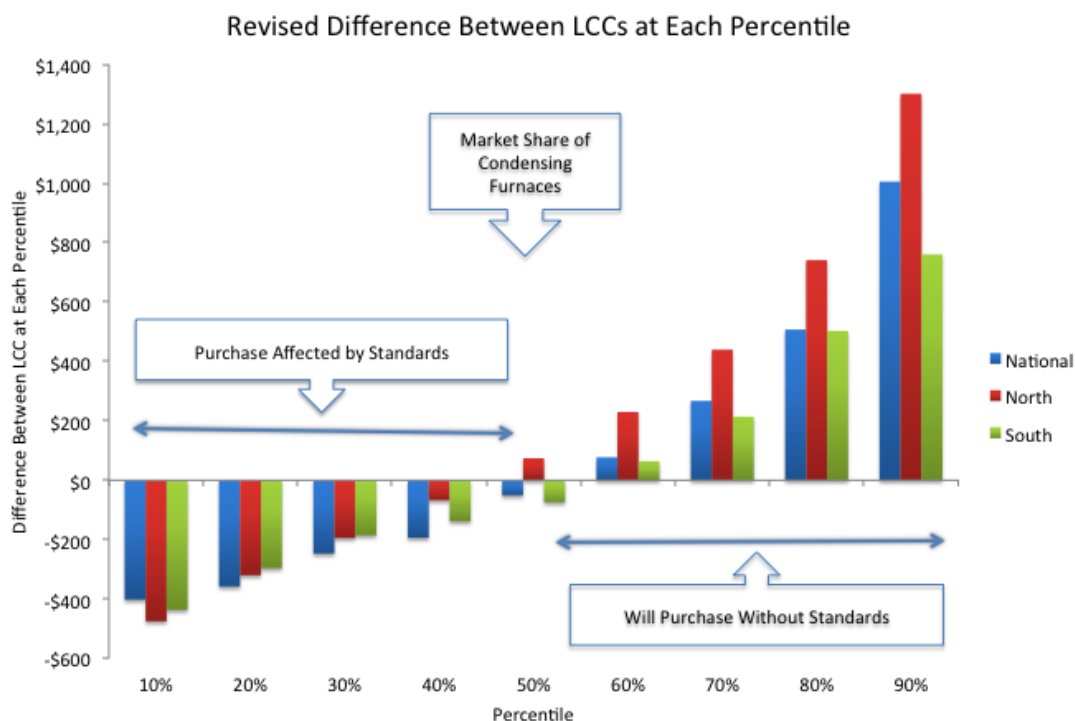 Revised Difference Between LCCs at Each Percentile
Difference Between LCC at Each Percentile
$1,400
$1,200
$1,000
$800
$600
$400
$200
$0
-$200
-$400
-$600
Market Share of
Condensing
Furnaces
Purchase Affected by Standards
Will Purchase Without Standards
National
North
South
10% 20% 30% 40% 50% 60% 70% 80% 90%
Percentile